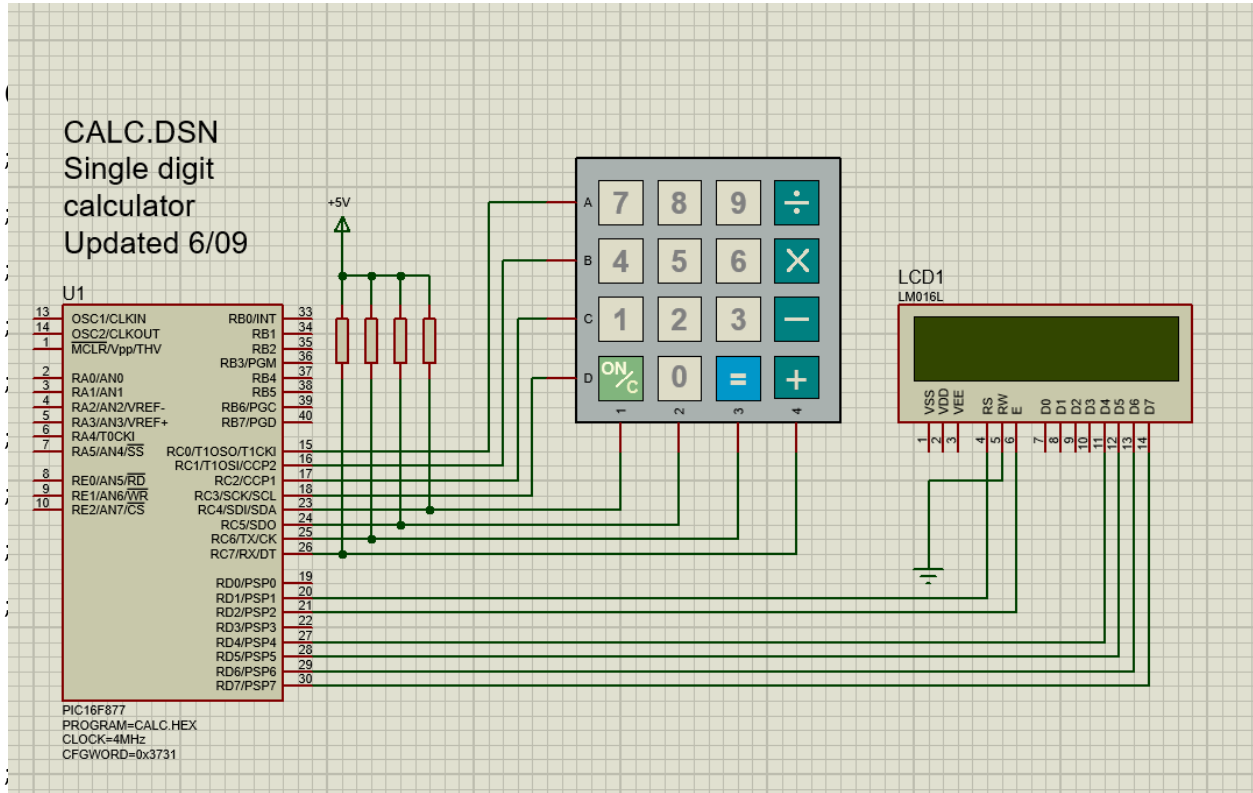 CALC.DSN
Single digit
calculator
Updated 6/09
+5V
U1
13 OSC1/CLKIN
14 OSC2/CLKOUT
1 MCLR/Vpp/THV
2 RA0/AN0
3 RA1/AN1
4 RA2/AN2/VREF-
5 RA3/AN3/VREF+
6 RA4/T0CKI
7 RA5/AN4/SS
8 RE0/AN5/RD
9 RE1/AN6/WR
10 RE2/AN7/CS
RB0/INT 33
RB1 34
RB2 35
RB3/PGM 36
RB4 37
RB5 38
RB6/PGC 39
RB7/PGD 40
RC0/T1OSO/T1CKI 15
RC1/T1OSI/CCP2 16
RC2/CCP1 17
RC3/SCK/SCL 18
RC4/SDI/SDA 23
RC5/SDO 24
RC6/TX/CK 25
RC7/RX/DT 26
RD0/PSP0 19
RD1/PSP1 20
RD2/PSP2 21
RD3/PSP3 22
RD4/PSP4 27
RD5/PSP5 28
RD6/PSP6 29
RD7/PSP7 30
PIC16F877
PROGRAM=CALC.HEX
CLOCK=4MHz
CFGWORD=0x3731
A 7 8 9 ÷
B 4 5 6 ×
C 1 2 3 −
D ON/C 0 = +
1 2 3 4
LCD1
LM016L
VSS VDD VEE RS RW E D0 D1 D2 D3 D4 D5 D6 D7
1 2 3 4 5 6 7 8 9 10 11 12 13 14